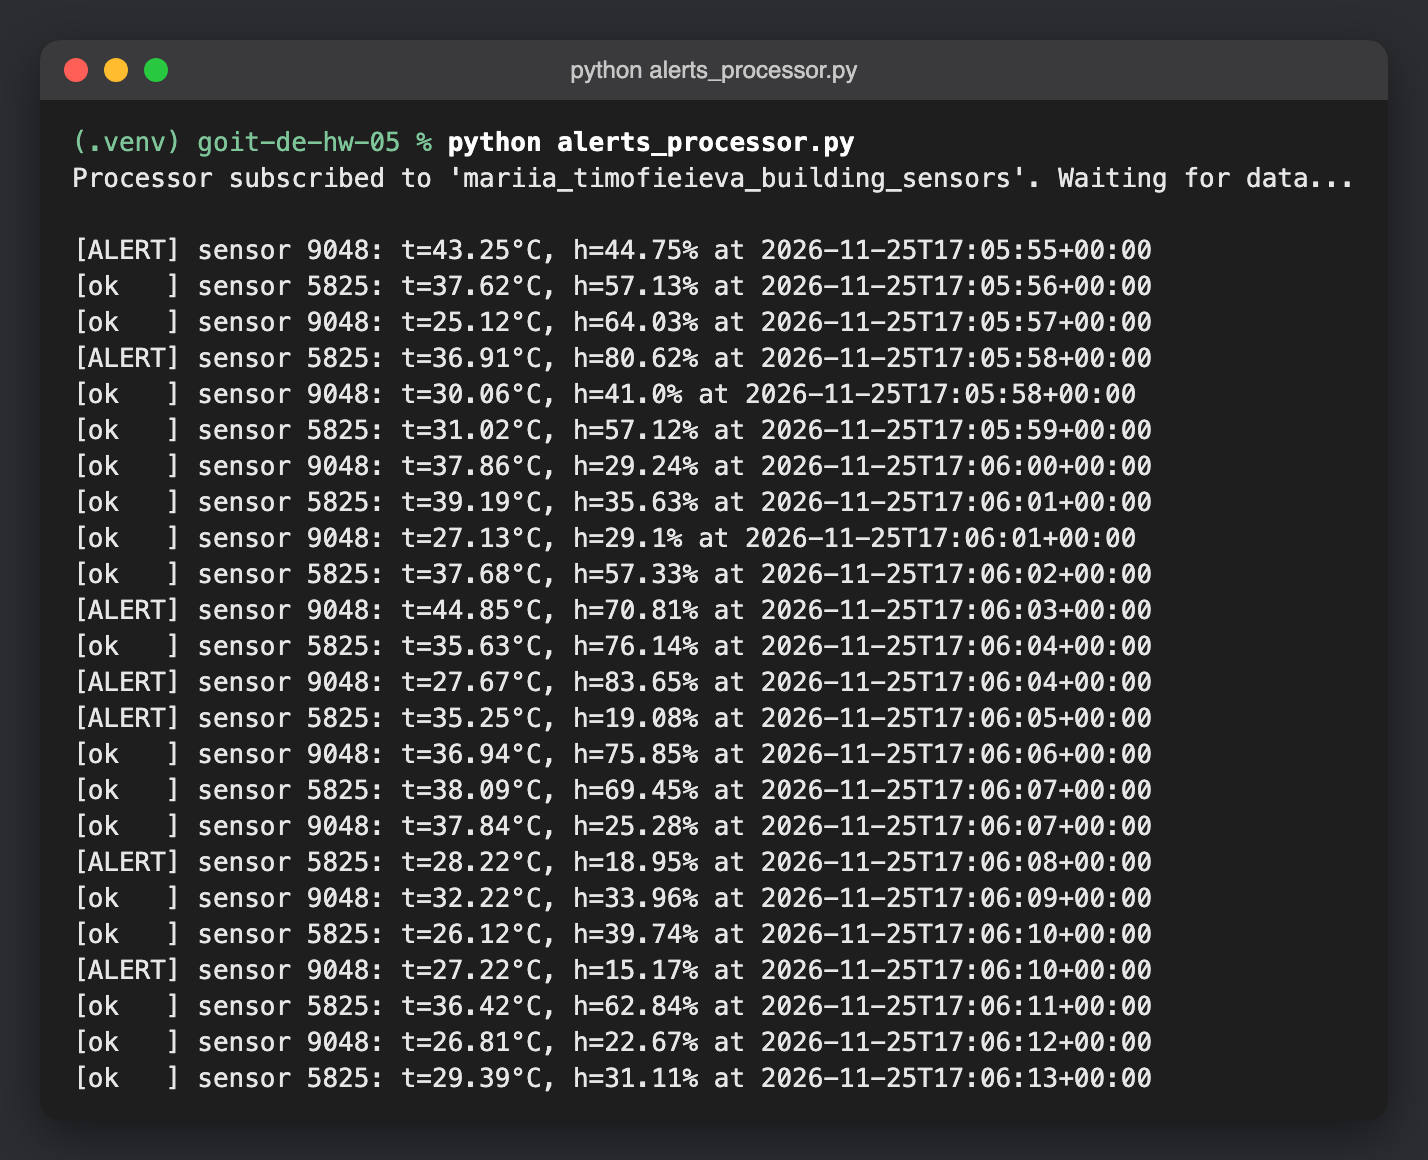 python alerts_processor.py
(.venv) goit-de-hw-05 % python alerts_processor.py
Processor subscribed to 'mariia_timofieieva_building_sensors'. Waiting for data...
[ALERT] sensor 9048: t=43.25°C, h=44.75% at 2026-11-25T17:05:55+00:00
[ok   ] sensor 5825: t=37.62°C, h=57.13% at 2026-11-25T17:05:56+00:00
[ok   ] sensor 9048: t=25.12°C, h=64.03% at 2026-11-25T17:05:57+00:00
[ALERT] sensor 5825: t=36.91°C, h=80.62% at 2026-11-25T17:05:58+00:00
[ok   ] sensor 9048: t=30.06°C, h=41.0% at 2026-11-25T17:05:58+00:00
[ok   ] sensor 5825: t=31.02°C, h=57.12% at 2026-11-25T17:05:59+00:00
[ok   ] sensor 9048: t=37.86°C, h=29.24% at 2026-11-25T17:06:00+00:00
[ok   ] sensor 5825: t=39.19°C, h=35.63% at 2026-11-25T17:06:01+00:00
[ok   ] sensor 9048: t=27.13°C, h=29.1% at 2026-11-25T17:06:01+00:00
[ok   ] sensor 5825: t=37.68°C, h=57.33% at 2026-11-25T17:06:02+00:00
[ALERT] sensor 9048: t=44.85°C, h=70.81% at 2026-11-25T17:06:03+00:00
[ok   ] sensor 5825: t=35.63°C, h=76.14% at 2026-11-25T17:06:04+00:00
[ALERT] sensor 9048: t=27.67°C, h=83.65% at 2026-11-25T17:06:04+00:00
[ALERT] sensor 5825: t=35.25°C, h=19.08% at 2026-11-25T17:06:05+00:00
[ok   ] sensor 9048: t=36.94°C, h=75.85% at 2026-11-25T17:06:06+00:00
[ok   ] sensor 5825: t=38.09°C, h=69.45% at 2026-11-25T17:06:07+00:00
[ok   ] sensor 9048: t=37.84°C, h=25.28% at 2026-11-25T17:06:07+00:00
[ALERT] sensor 5825: t=28.22°C, h=18.95% at 2026-11-25T17:06:08+00:00
[ok   ] sensor 9048: t=32.22°C, h=33.96% at 2026-11-25T17:06:09+00:00
[ok   ] sensor 5825: t=26.12°C, h=39.74% at 2026-11-25T17:06:10+00:00
[ALERT] sensor 9048: t=27.22°C, h=15.17% at 2026-11-25T17:06:10+00:00
[ok   ] sensor 5825: t=36.42°C, h=62.84% at 2026-11-25T17:06:11+00:00
[ok   ] sensor 9048: t=26.81°C, h=22.67% at 2026-11-25T17:06:12+00:00
[ok   ] sensor 5825: t=29.39°C, h=31.11% at 2026-11-25T17:06:13+00:00